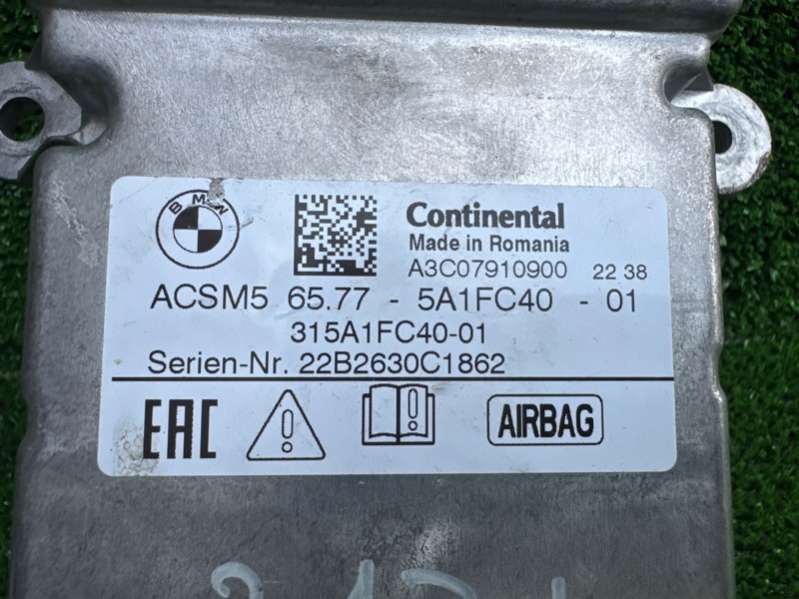 BMW
Continental
Made in Romania
A3C07910900 22 38
ACSM5 65.77 - 5A1FC40 - 01
315A1FC40-01
Serien-Nr. 22B2630C1862
EAC
AIRBAG